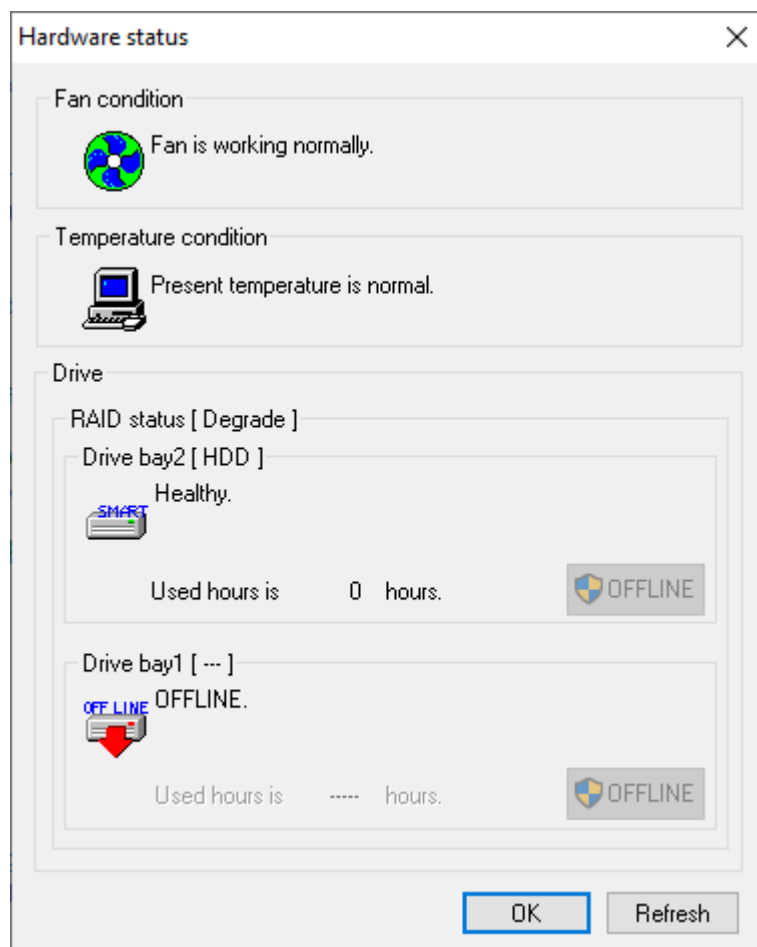 Hardware status
Fan condition
Fan is working normally.
Temperature condition
Present temperature is normal.
Drive
RAID status [ Degrade ]
Drive bay2 [ HDD ]
SMART
Healthy.
Used hours is 0 hours.
OFFLINE
Drive bay1 [ --- ]
OFF LINE
OFFLINE.
Used hours is ----- hours.
OFFLINE
OK
Refresh